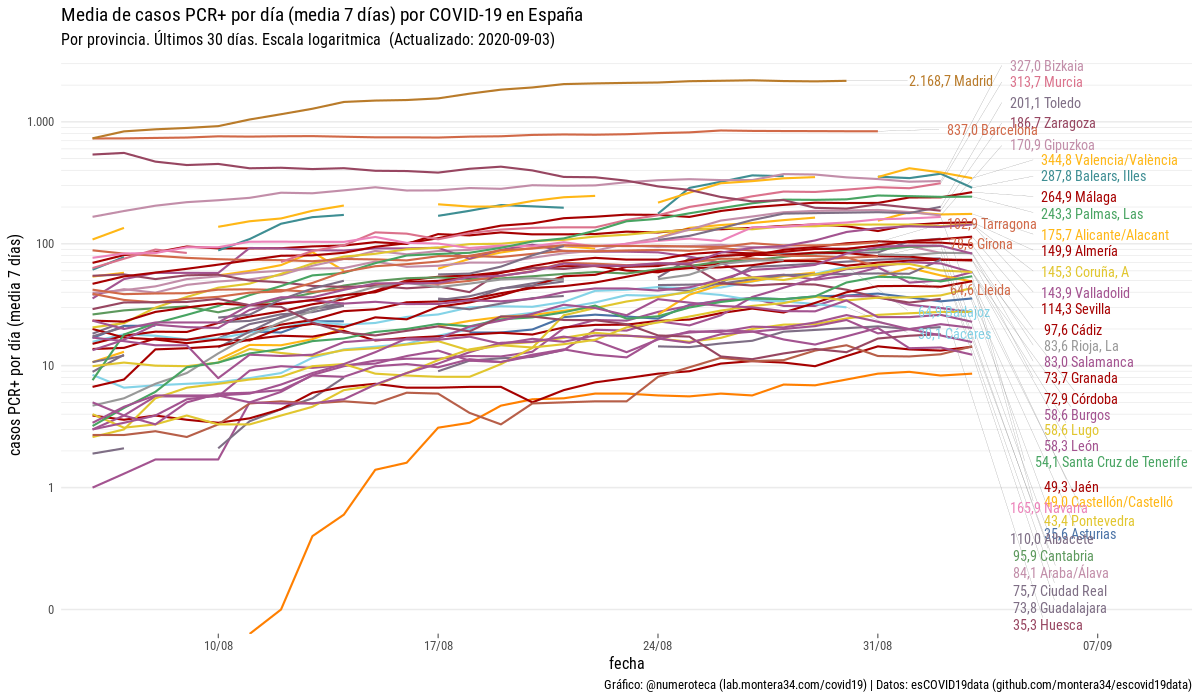 Media de casos PCR+ por día (media 7 días) por COVID-19 en España
Por provincia. Últimos 30 días. Escala logaritmica (Actualizado: 2020-09-03)
327,0 Bizkaia
2.168,7 Madrid
313,7 Murcia
201,1 Toledo
1.000
186,7 Zaragoza
837,0 Barcelona
170,9 Gipuzkoa
344,8 Valencia/València
287,8 Balears, Illes
264,9 Málaga
243,3 Palmas, Las
182,9 Tarragona
175,7 Alicante/Alacant
100
Girona
149,9 Almería
145,3 Coruña, A
64,6 Lleida
143,9 Valladolid
114,3 Sevilla
Badajoz
97,6 Cádiz
Cáceres
83,6 Rioja, La
83,0 Salamanca
10
73,7 Granada
72,9 Córdoba
58,6 Burgos
58,6 Lugo
58,3 León
54,1 Santa Cruz de Tenerife
1
49,3 Jaén
49,0 Castellón/Castelló
165,9 Navarra
43,4 Pontevedra
35,6 Asturias
110,0 Albacete
95,9 Cantabria
84,1 Araba/Álava
75,7 Ciudad Real
0
73,8 Guadalajara
35,3 Huesca
10/08
17/08
24/08
31/08
07/09
fecha
casos PCR+ por día (media 7 días)
Gráfico: @numeroteca (lab.montera34.com/covid19) | Datos: esCOVID19data (github.com/montera34/escovid19data)